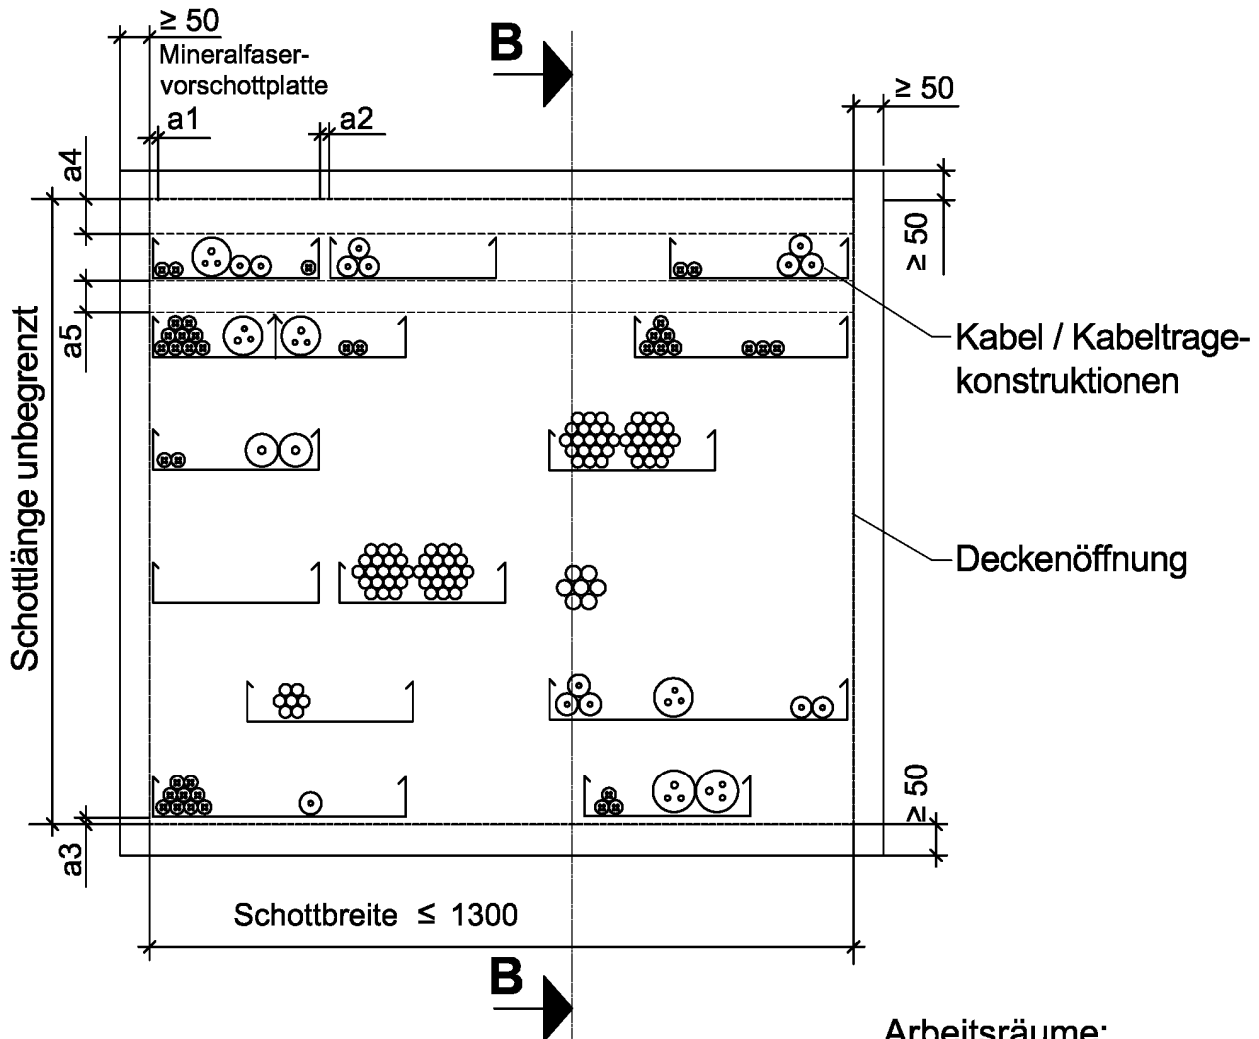 ≥ 50
Mineralfaser-
vorschottplatte
B
≥ 50
a1
a2
a4
≥ 50
a5
Kabel / Kabeltrage-
konstruktionen
Schottlänge unbegrenzt
Deckenöffnung
≥ 50
a3
Schottbreite ≤ 1300
B
Arbeitsräume: